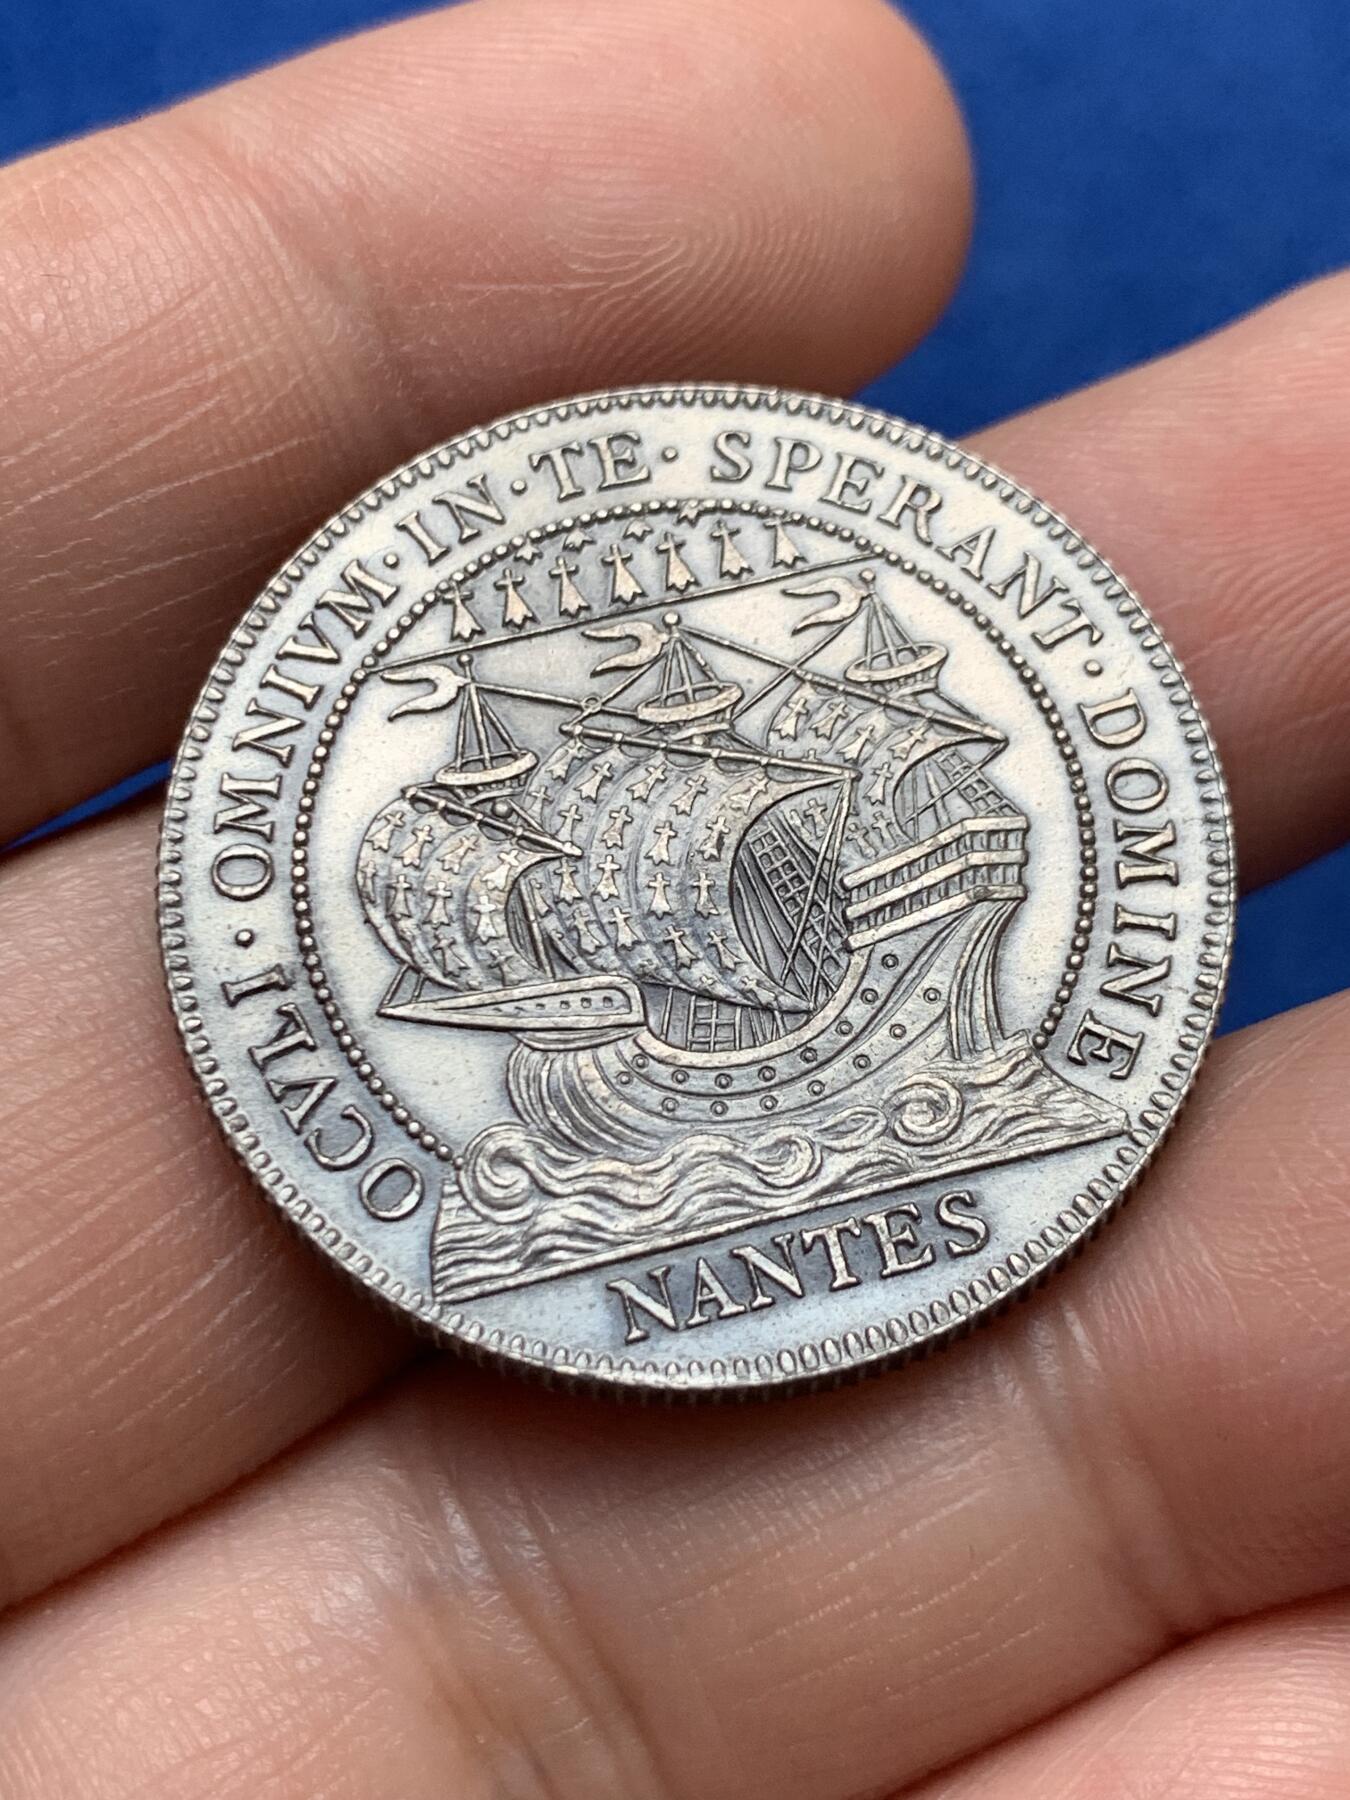 OCVLI · OMNIVM · IN · TE · SPERANT · DOMINE
NANTES